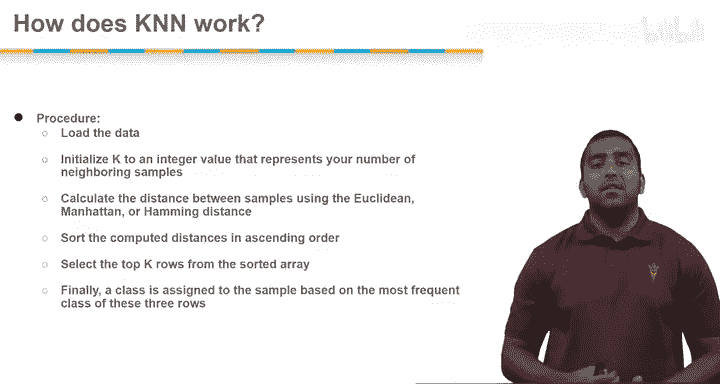 How does KNN work?
Procedure:
Load the data
Initialize K to an integer value that represents your number of
neighboring samples
Calculate the distance between samples using the Euclidean,
Manhattan, or Hamming distance
Sort the computed distances in ascending order
Select the top K rows from the sorted array
Finally, a class is assigned to the sample based on the most frequent
class of these three rows